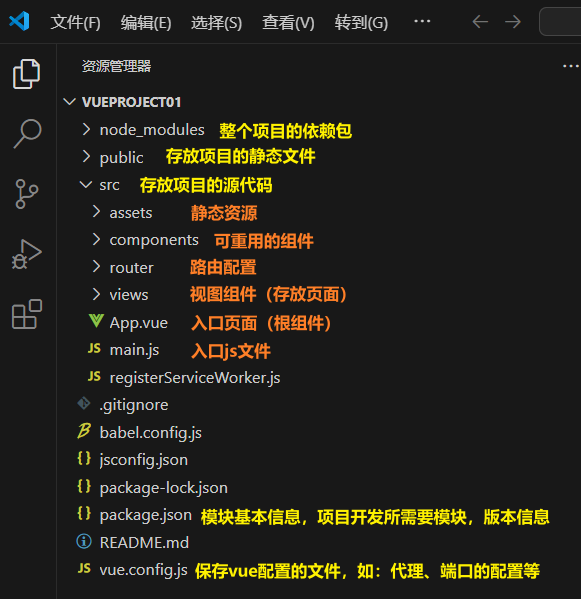 文件(F) 编辑(E) 选择(S) 查看(V) 转到(G) ···
资源管理器 ···
VUEPROJECT01
node_modules 整个项目的依赖包
public 存放项目的静态文件
src 存放项目的源代码
assets 静态资源
components 可重用的组件
router 路由配置
views 视图组件（存放页面）
App.vue 入口页面（根组件）
JS main.js 入口js文件
JS registerServiceWorker.js
.gitignore
babel.config.js
{} jsconfig.json
{} package-lock.json
{} package.json 模块基本信息，项目开发所需要模块，版本信息
README.md
JS vue.config.js 保存vue配置的文件，如：代理、端口的配置等